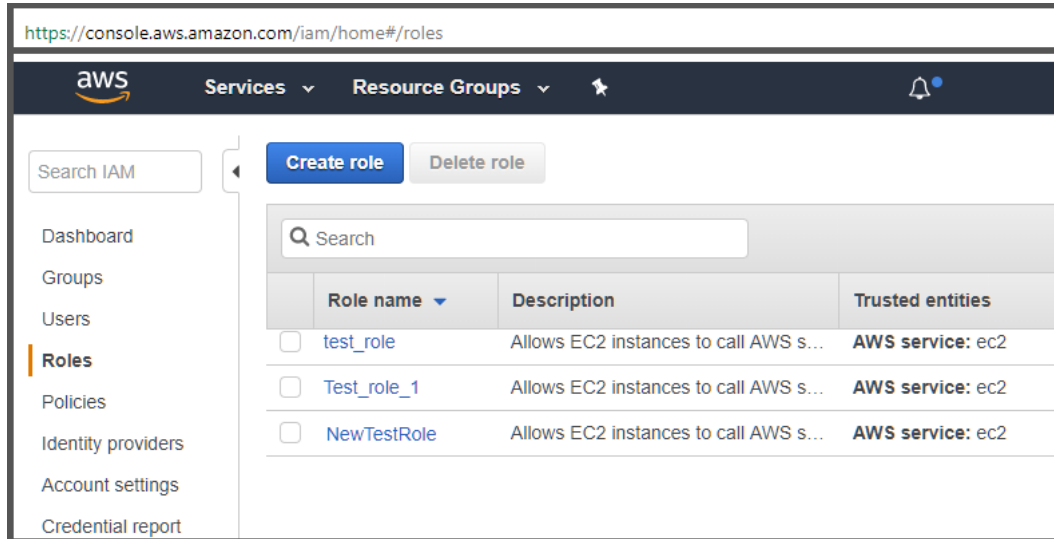 https://console.aws.amazon.com/iam/home#/roles
aws Services Resource Groups
Search IAM
Create role Delete role
Dashboard
Groups
Users
Roles
Policies
Identity providers
Account settings
Credential report
Search
Role name Description Trusted entities
test_role Allows EC2 instances to call AWS s... AWS service: ec2
Test_role_1 Allows EC2 instances to call AWS s... AWS service: ec2
NewTestRole Allows EC2 instances to call AWS s... AWS service: ec2